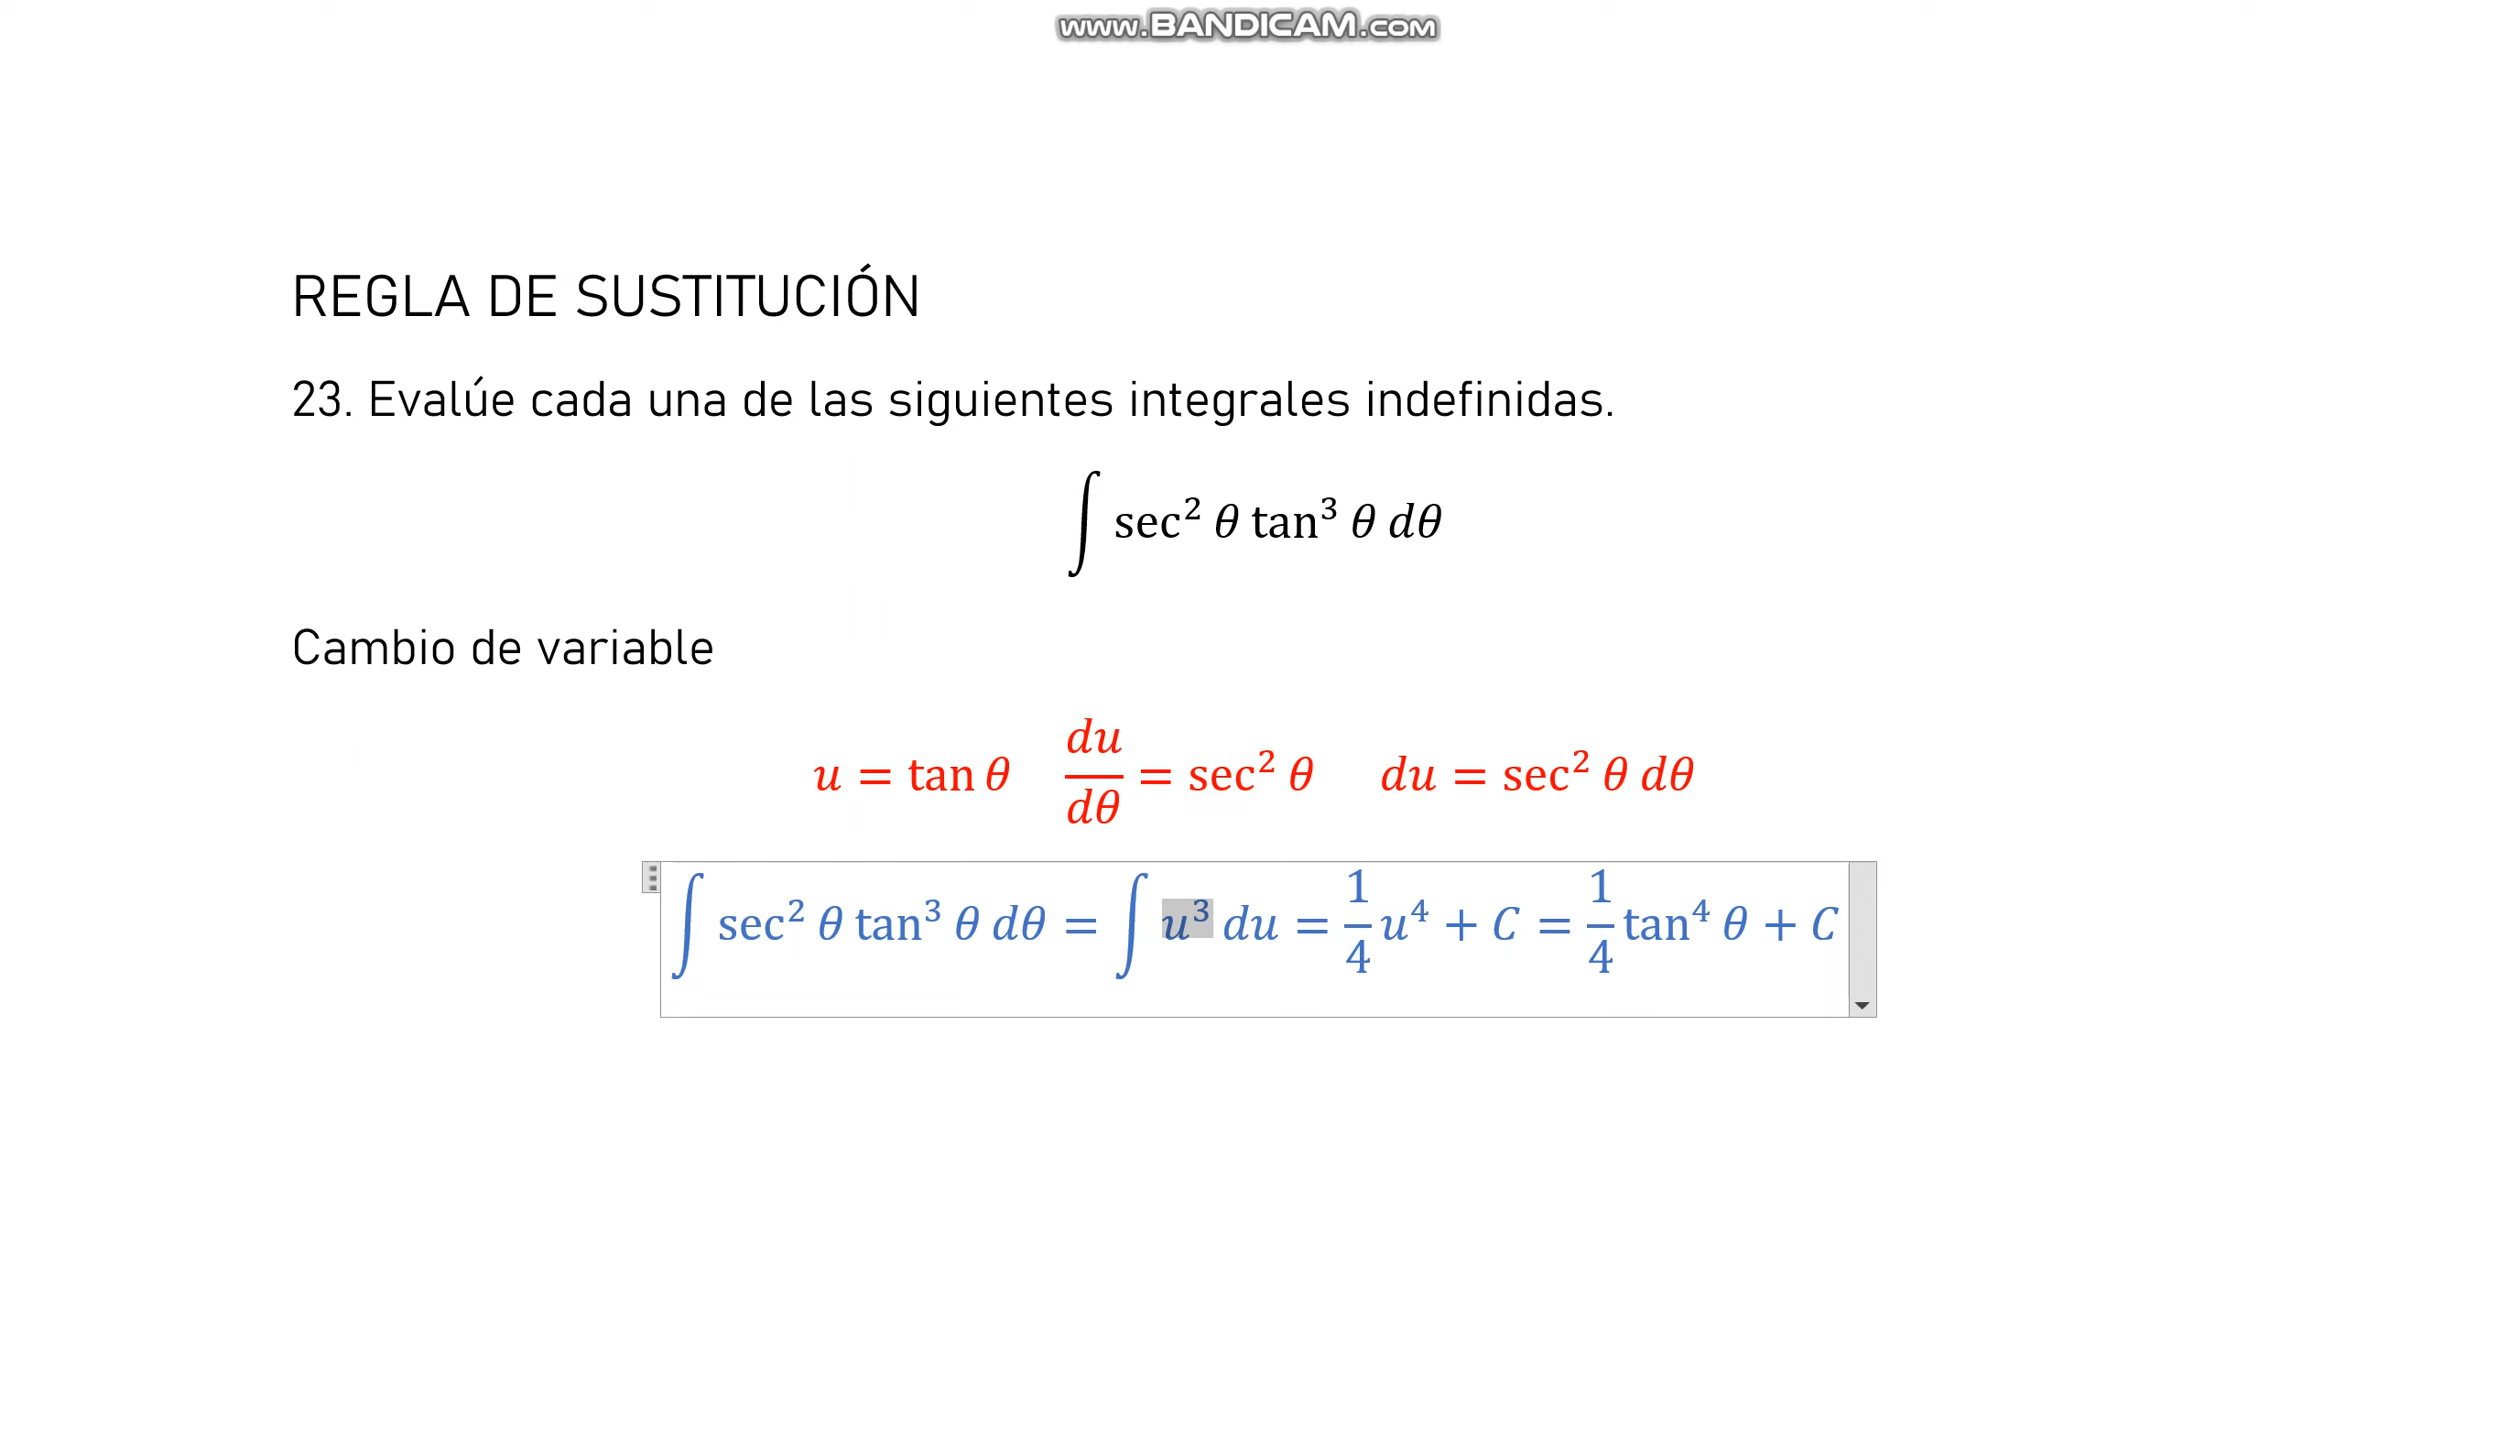 www.BANDICAM.com
REGLA DE SUSTITUCIÓN
23. Evalúe cada una de las siguientes integrales indefinidas.
∫ sec² θ tan³ θ dθ
Cambio de variable
u = tan θ du/dθ = sec² θ du = sec² θ dθ
∫ sec² θ tan³ θ dθ = ∫ u³ du = 1/4 u⁴ + C = 1/4 tan⁴ θ + C